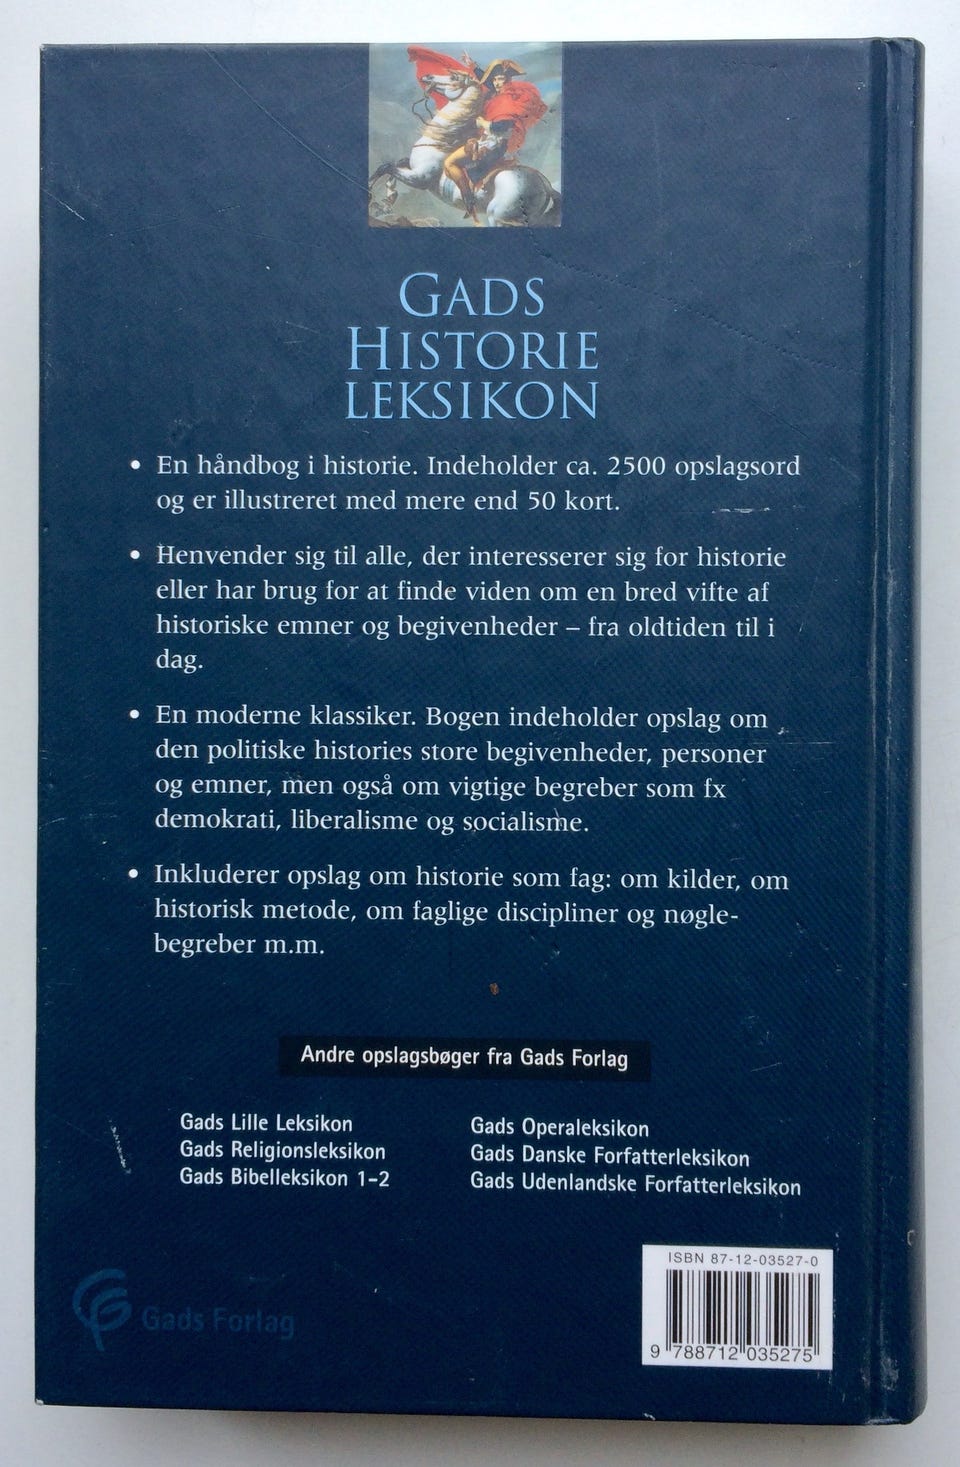 GADS
HISTORIE
LEKSIKON
• En håndbog i historie. Indeholder ca. 2500 opslagsord
og er illustreret med mere end 50 kort.
• Henvender sig til alle, der interesserer sig for historie
eller har brug for at finde viden om en bred vifte af
historiske emner og begivenheder – fra oldtiden til i
dag.
• En moderne klassiker. Bogen indeholder opslag om
den politiske histories store begivenheder, personer
og emner, men også om vigtige begreber som fx
demokrati, liberalisme og socialisme.
• Inkluderer opslag om historie som fag: om kilder, om
historisk metode, om faglige discipliner og nøgle-
begreber m.m.
Andre opslagsbøger fra Gads Forlag
Gads Lille Leksikon
Gads Religionsleksikon
Gads Bibelleksikon 1-2
Gads Operaleksikon
Gads Danske Forfatterleksikon
Gads Udenlandske Forfatterleksikon
Gads Forlag
ISBN 87-12-03527-0
9 788712 035275